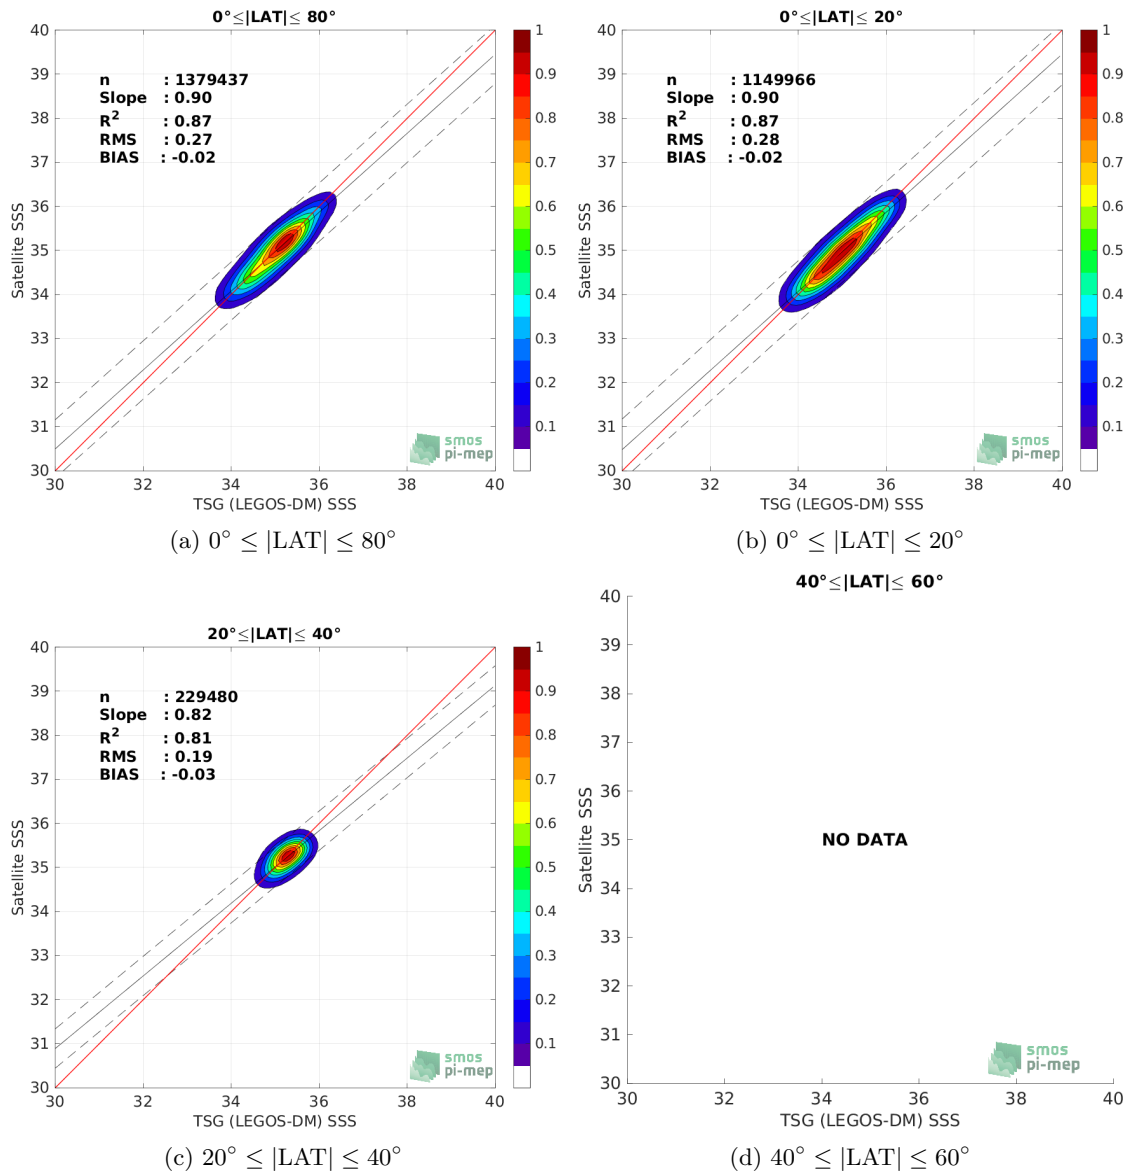 0°≤|LAT|≤ 80°
40
39
38
37
36
35
34
33
32
31
30
Satellite SSS
n : 1379437
Slope : 0.90
R² : 0.87
RMS : 0.27
BIAS : -0.02
smos
pi-mep
30 32 34 36 38 40
TSG (LEGOS-DM) SSS
1
0.9
0.8
0.7
0.6
0.5
0.4
0.3
0.2
0.1
(a) 0° ≤ |LAT| ≤ 80°
0°≤|LAT|≤ 20°
40
39
38
37
36
35
34
33
32
31
30
Satellite SSS
n : 1149966
Slope : 0.90
R² : 0.87
RMS : 0.28
BIAS : -0.02
smos
pi-mep
30 32 34 36 38 40
TSG (LEGOS-DM) SSS
1
0.9
0.8
0.7
0.6
0.5
0.4
0.3
0.2
0.1
(b) 0° ≤ |LAT| ≤ 20°
20°≤|LAT|≤ 40°
40
39
38
37
36
35
34
33
32
31
30
Satellite SSS
n : 229480
Slope : 0.82
R² : 0.81
RMS : 0.19
BIAS : -0.03
smos
pi-mep
30 32 34 36 38 40
TSG (LEGOS-DM) SSS
1
0.9
0.8
0.7
0.6
0.5
0.4
0.3
0.2
0.1
(c) 20° ≤ |LAT| ≤ 40°
40°≤|LAT|≤ 60°
40
39
38
37
36
35
34
33
32
31
30
Satellite SSS
NO DATA
smos
pi-mep
30 32 34 36 38 40
TSG (LEGOS-DM) SSS
(d) 40° ≤ |LAT| ≤ 60°